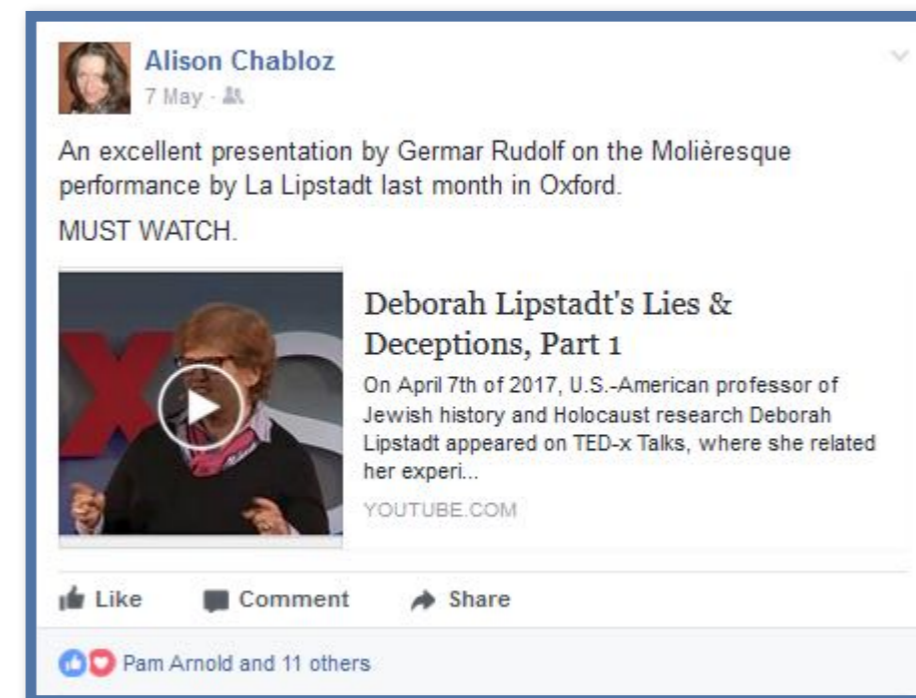 Alison Chabloz
7 May
An excellent presentation by Germar Rudolf on the Molièresque
performance by La Lipstadt last month in Oxford.
MUST WATCH.
X
S
Deborah Lipstadt's Lies &
Deceptions, Part 1
On April 7th of 2017, U.S.-American professor of
Jewish history and Holocaust research Deborah
Lipstadt appeared on TED-x Talks, where she related
her experi...
YOUTUBE.COM
Like Comment Share
Pam Arnold and 11 others